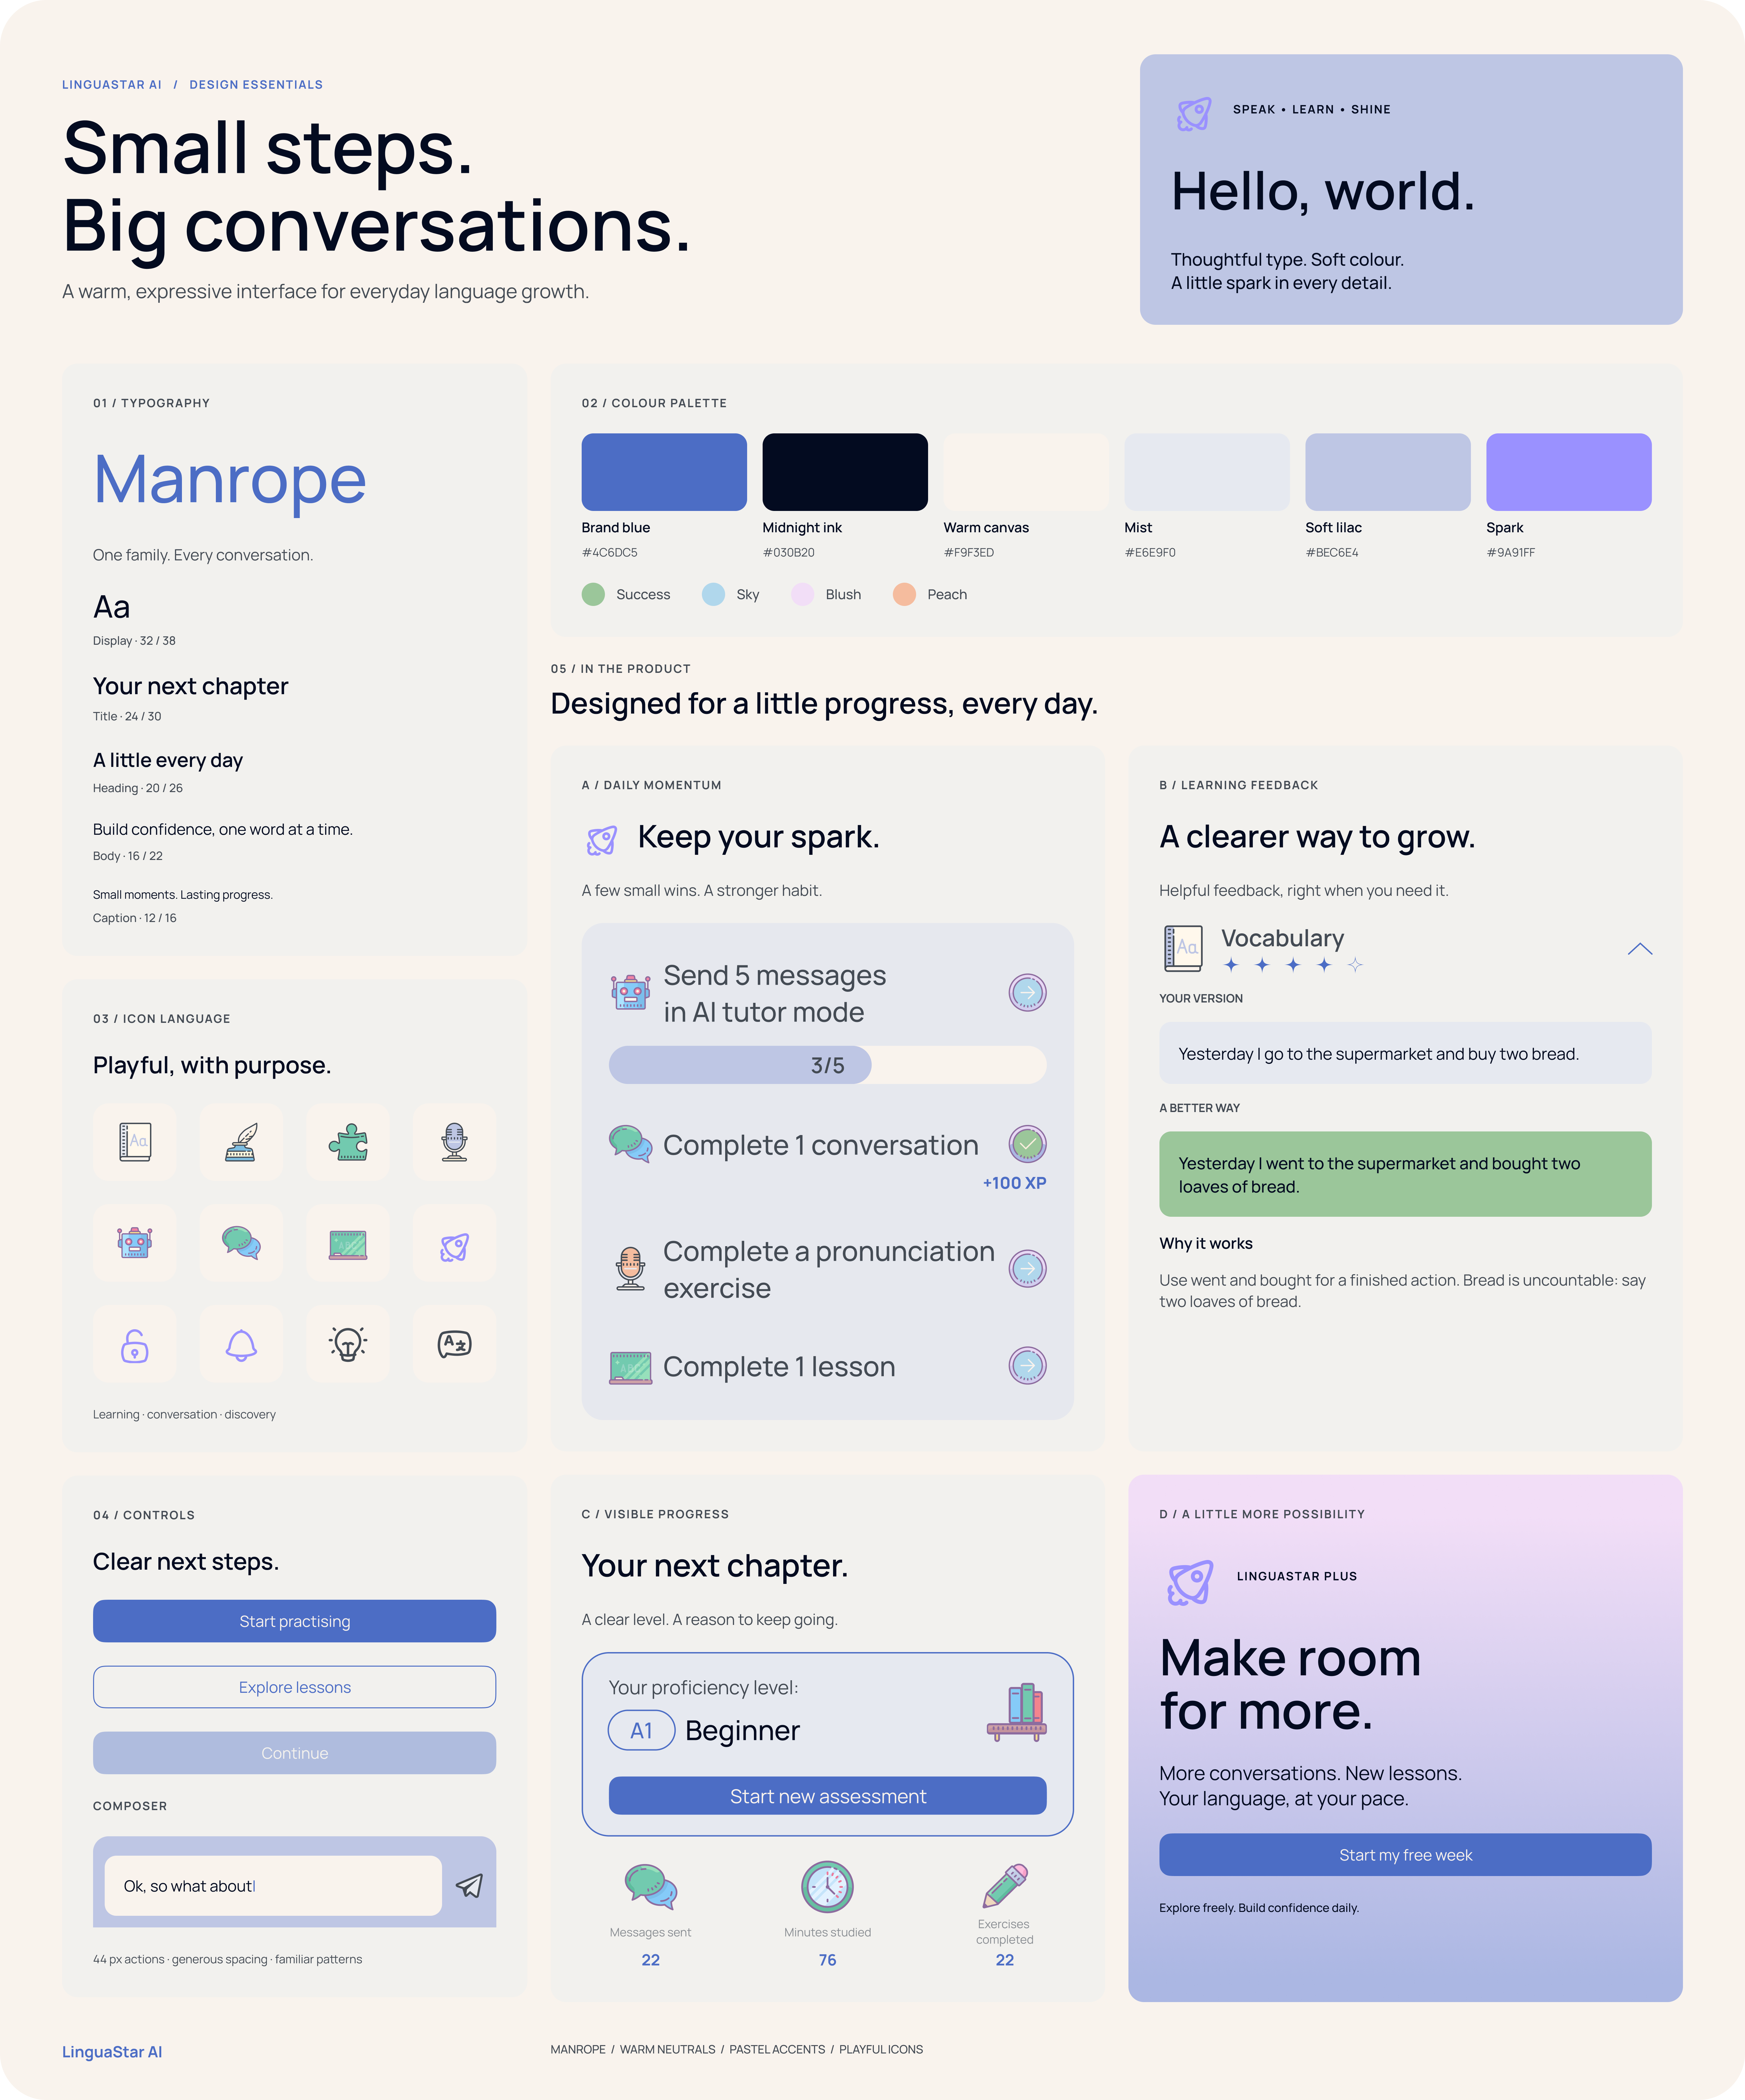 LINGUASTAR AI / DESIGN ESSENTIALS
Small steps.
Big conversations.
A warm, expressive interface for everyday language growth.
SPEAK • LEARN • SHINE
Hello, world.
Thoughtful type. Soft colour.
A little spark in every detail.
01 / TYPOGRAPHY
Manrope
One family. Every conversation.
Aa
Display · 32 / 38
Your next chapter
Title · 24 / 30
A little every day
Heading · 20 / 26
Build confidence, one word at a time.
Body · 16 / 22
Small moments. Lasting progress.
Caption · 12 / 16
02 / COLOUR PALETTE
Brand blue
#4C6DC5
Midnight ink
#030B20
Warm canvas
#F9F3ED
Mist
#E6E9F0
Soft lilac
#BEC6E4
Spark
#9A91FF
Success
Sky
Blush
Peach
03 / ICON LANGUAGE
Playful, with purpose.
Aa
A
Learning · conversation · discovery
04 / CONTROLS
Clear next steps.
Start practising
Explore lessons
Continue
COMPOSER
Ok, so what about
44 px actions · generous spacing · familiar patterns
05 / IN THE PRODUCT
Designed for a little progress, every day.
A / DAILY MOMENTUM
Keep your spark.
A few small wins. A stronger habit.
Send 5 messages
in AI tutor mode
3/5
Complete 1 conversation
+100 XP
Complete a pronunciation
exercise
Complete 1 lesson
B / LEARNING FEEDBACK
A clearer way to grow.
Helpful feedback, right when you need it.
Aa
Vocabulary
YOUR VERSION
Yesterday I go to the supermarket and buy two bread.
A BETTER WAY
Yesterday I went to the supermarket and bought two
loaves of bread.
Why it works
Use went and bought for a finished action. Bread is uncountable: say
two loaves of bread.
C / VISIBLE PROGRESS
Your next chapter.
A clear level. A reason to keep going.
Your proficiency level:
A1
Beginner
Start new assessment
Messages sent
22
Minutes studied
76
Exercises
completed
22
D / A LITTLE MORE POSSIBILITY
LINGUASTAR PLUS
Make room
for more.
More conversations. New lessons.
Your language, at your pace.
Start my free week
Explore freely. Build confidence daily.
LinguaStar AI
MANROPE / WARM NEUTRALS / PASTEL ACCENTS / PLAYFUL ICONS